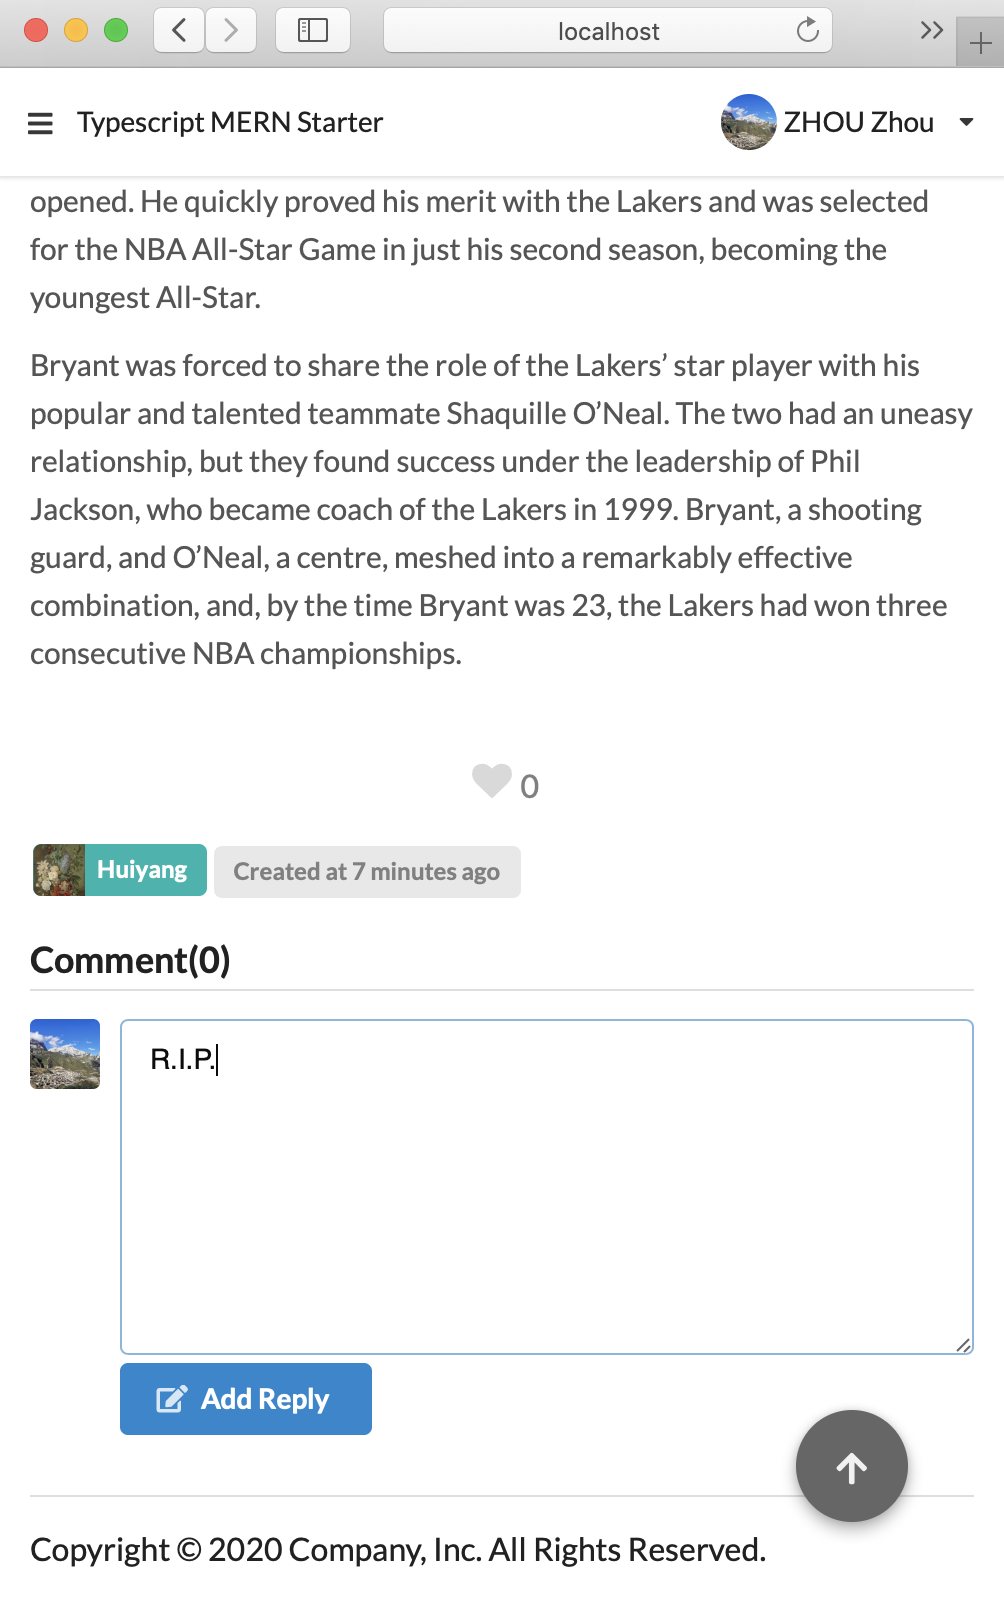 localhost
Typescript MERN Starter
ZHOU Zhou
opened. He quickly proved his merit with the Lakers and was selected
for the NBA All-Star Game in just his second season, becoming the
youngest All-Star.
Bryant was forced to share the role of the Lakers’ star player with his
popular and talented teammate Shaquille O’Neal. The two had an uneasy
relationship, but they found success under the leadership of Phil
Jackson, who became coach of the Lakers in 1999. Bryant, a shooting
guard, and O’Neal, a centre, meshed into a remarkably effective
combination, and, by the time Bryant was 23, the Lakers had won three
consecutive NBA championships.
0
Huiyang
Created at 7 minutes ago
Comment(0)
R.I.P.
Add Reply
Copyright © 2020 Company, Inc. All Rights Reserved.